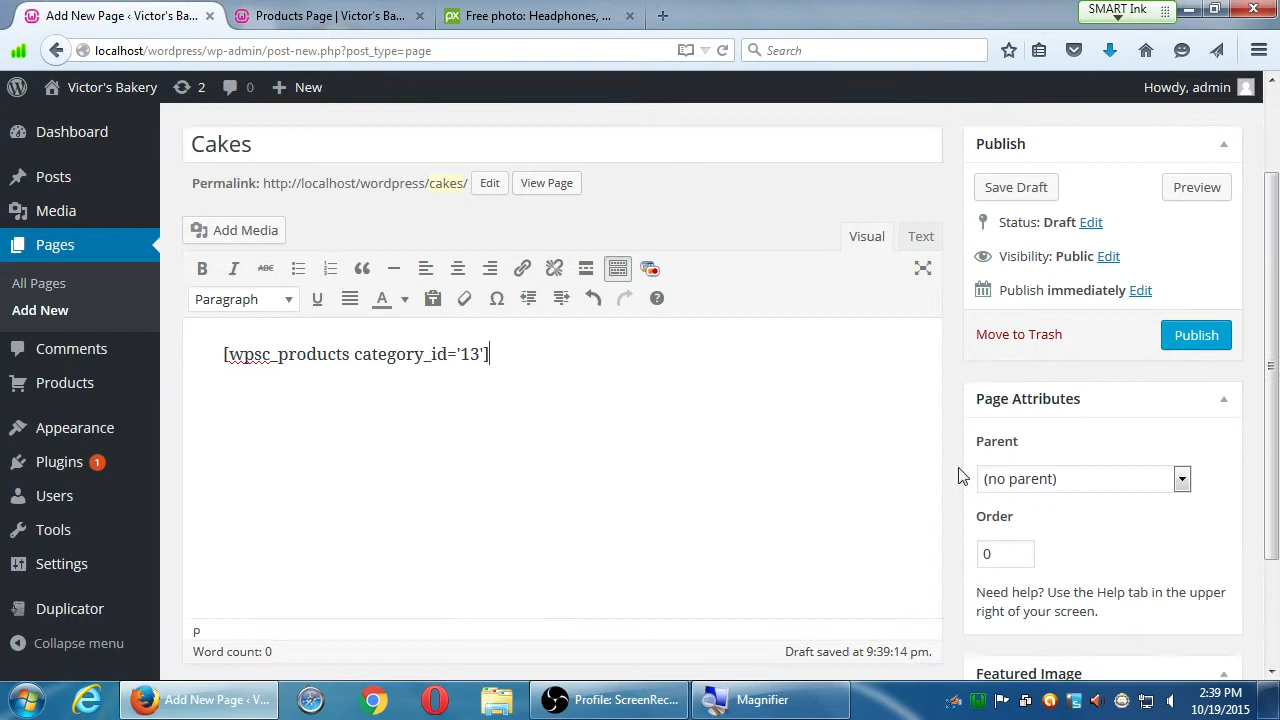 Add New Page ‹ Victor's Ba... × Products Page | Victor's Ba... × Free photo: Headphones, ... × +
SMART Ink
localhost/wordpress/wp-admin/post-new.php?post_type=page
Search
Victor's Bakery 2 0 + New
Howdy, admin
Dashboard
Posts
Media
Pages
All Pages
Add New
Comments
Products
Appearance
Plugins 1
Users
Tools
Settings
Duplicator
Collapse menu
Cakes
Permalink: http://localhost/wordpress/cakes/ Edit View Page
Add Media
Visual Text
B I ABC
Paragraph U A Ω
[wpsc_products category_id='13']
p
Word count: 0
Draft saved at 9:39:14 pm.
Publish
Save Draft Preview
Status: Draft Edit
Visibility: Public Edit
Publish immediately Edit
Move to Trash Publish
Page Attributes
Parent
(no parent)
Order
0
Need help? Use the Help tab in the upper
right of your screen.
Featured Image
Add New Page ‹ V...
Profile: ScreenRec...
Magnifier
2:39 PM
10/19/2015